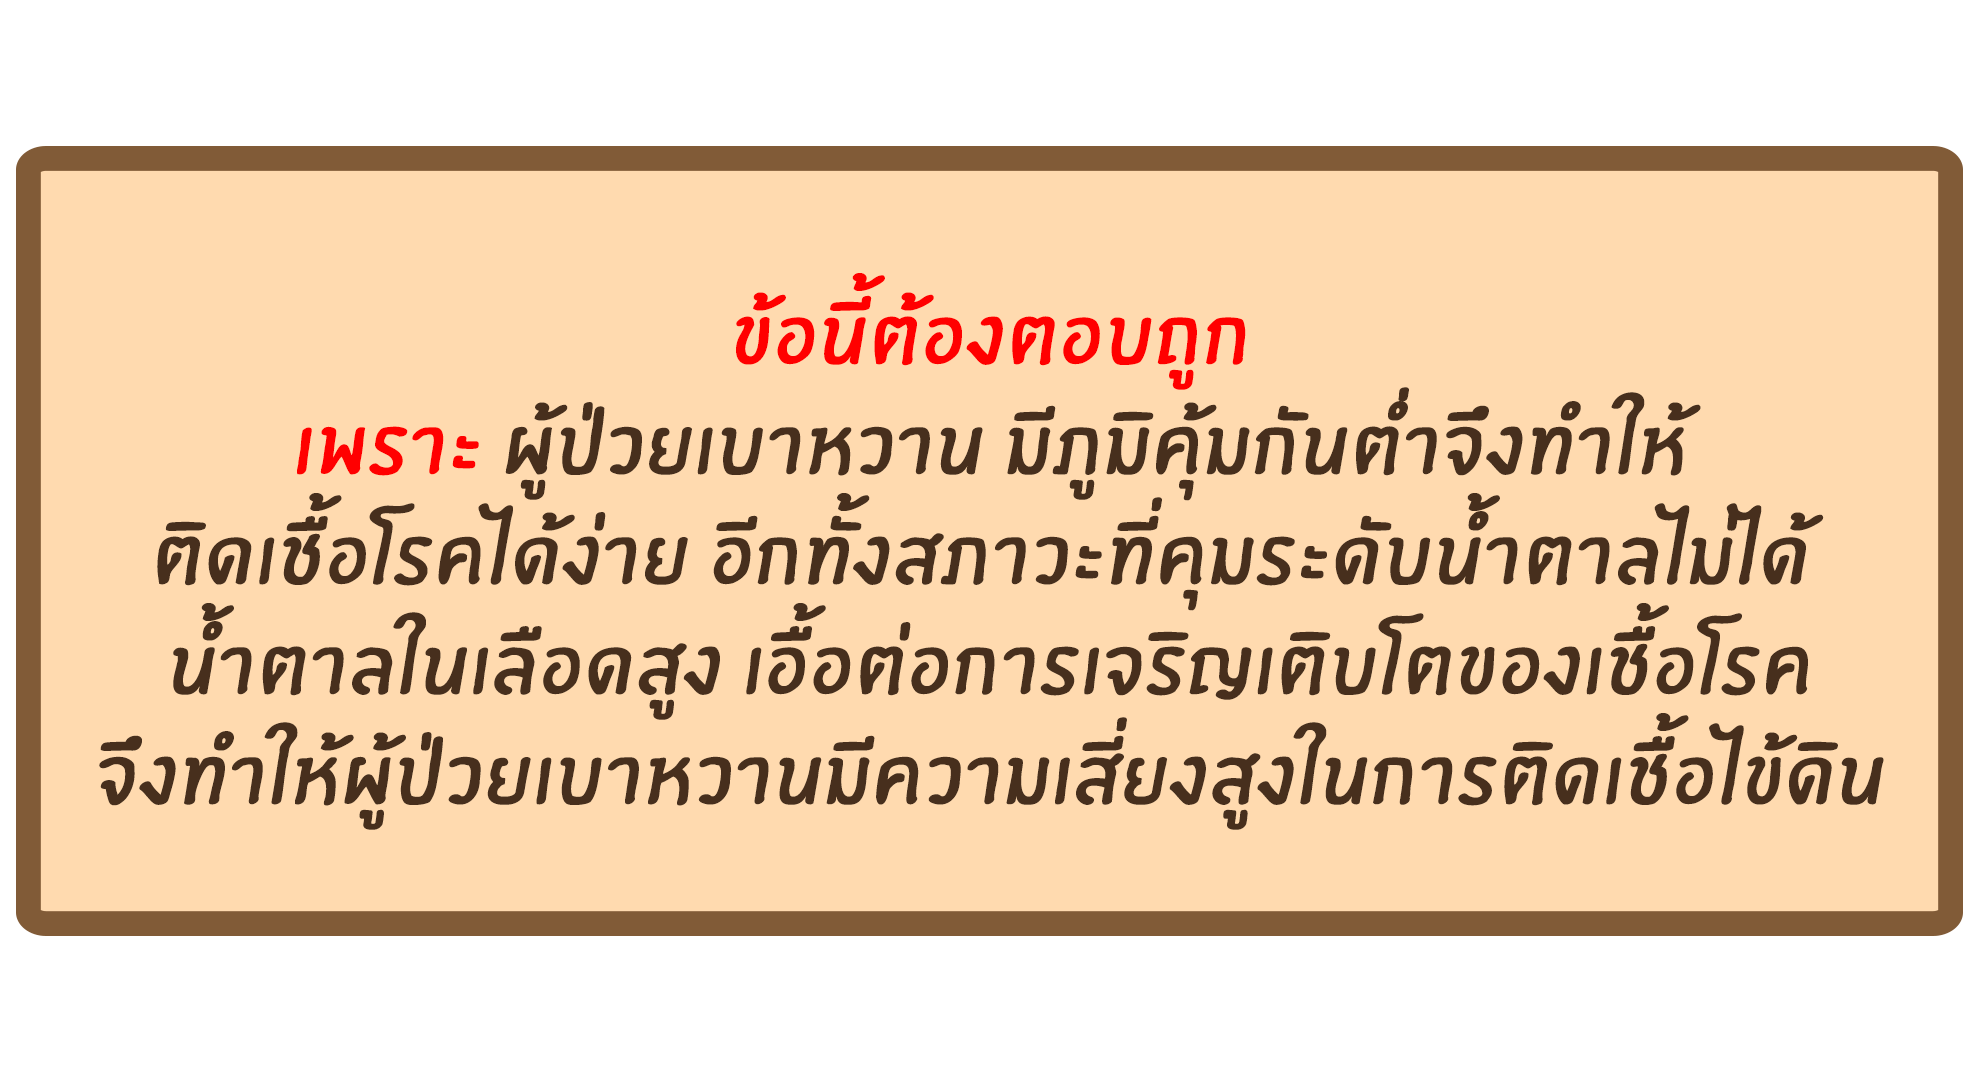 ข้อนี้ต้องตอบถูก
เพราะ ผู้ป่วยเบาหวาน มีภูมิคุ้มกันต่ำจึงทำให้
ติดเชื้อโรคได้ง่าย อีกทั้งสภาวะที่คุมระดับน้ำตาลไม่ได้
น้ำตาลในเลือดสูง เอื้อต่อการเจริญเติบโตของเชื้อโรค
จึงทำให้ผู้ป่วยเบาหวานมีความเสี่ยงสูงในการติดเชื้อไข้ดิน